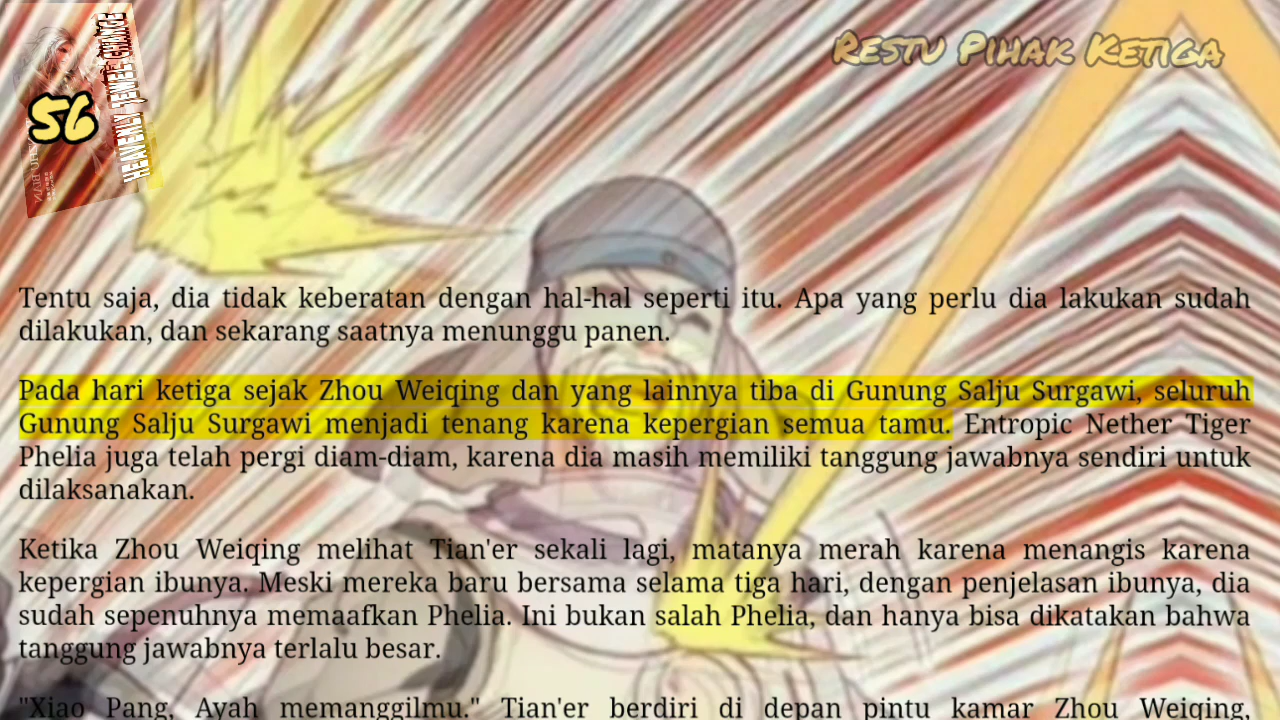 Restu Pihak Ketiga
56
HEAVENLY JEWEL CHANGE
Tentu saja, dia tidak keberatan dengan hal-hal seperti itu. Apa yang perlu dia lakukan sudah
dilakukan, dan sekarang saatnya menunggu panen.
Pada hari ketiga sejak Zhou Weiqing dan yang lainnya tiba di Gunung Salju Surgawi, seluruh
Gunung Salju Surgawi menjadi tenang karena kepergian semua tamu. Entropic Nether Tiger
Phelia juga telah pergi diam-diam, karena dia masih memiliki tanggung jawabnya sendiri untuk
dilaksanakan.
Ketika Zhou Weiqing melihat Tian'er sekali lagi, matanya merah karena menangis karena
kepergian ibunya. Meski mereka baru bersama selama tiga hari, dengan penjelasan ibunya, dia
sudah sepenuhnya memaafkan Phelia. Ini bukan salah Phelia, dan hanya bisa dikatakan bahwa
tanggung jawabnya terlalu besar.
"Xiao Pang, Ayah memanggilmu." Tian'er berdiri di depan pintu kamar Zhou Weiqing,